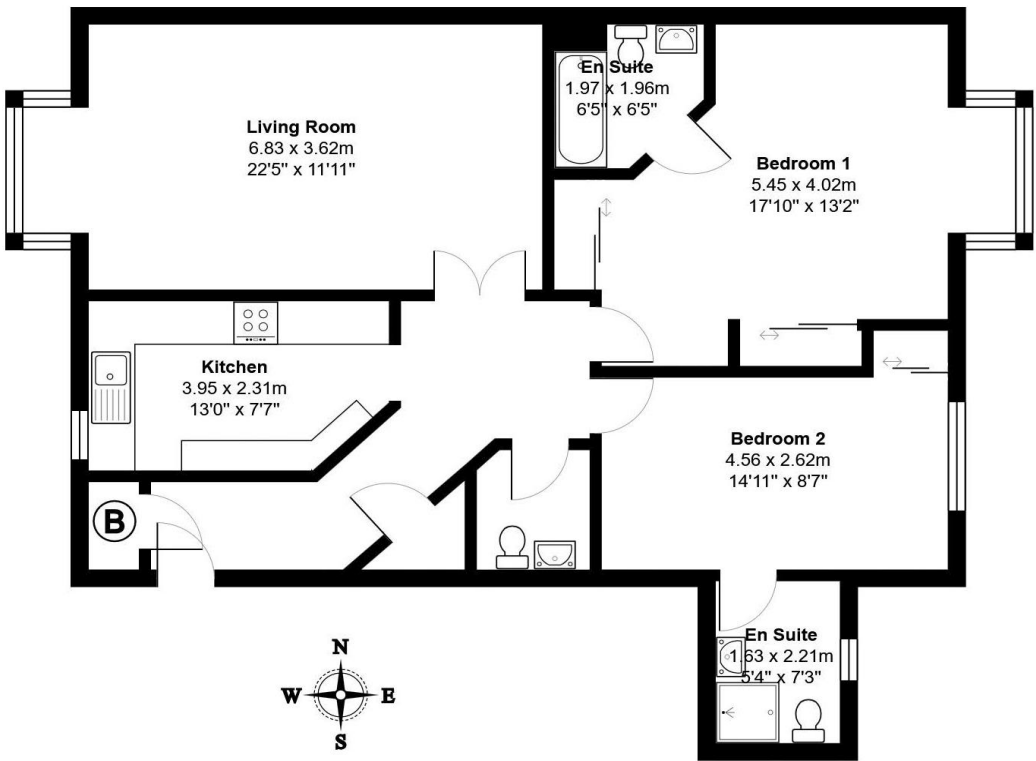 Living Room
6.83 x 3.62m
22'5" x 11'11"
En Suite
1.97 x 1.96m
6'5" x 6'5"
Bedroom 1
5.45 x 4.02m
17'10" x 13'2"
Kitchen
3.95 x 2.31m
13'0" x 7'7"
Bedroom 2
4.56 x 2.62m
14'11" x 8'7"
B
En Suite
1.63 x 2.21m
5'4" x 7'3"
N
W E
S